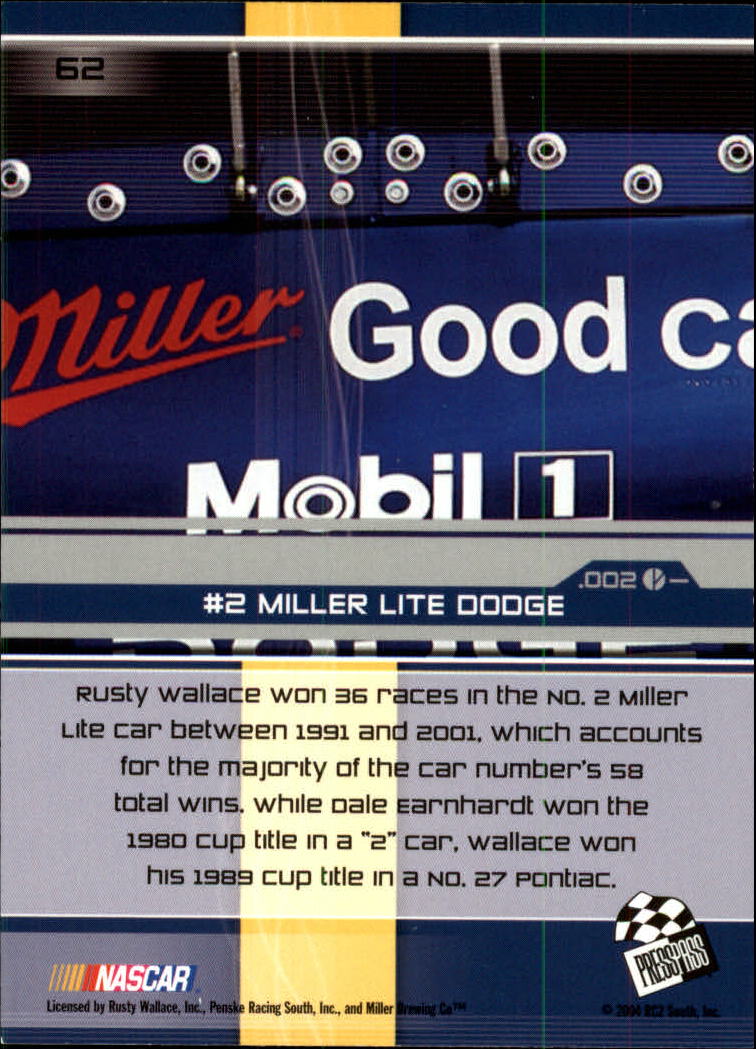 62
Miller® Good ca
Mobil 1
.002
#2 MILLER LITE DODGE
Rusty Wallace won 36 races in the No. 2 Miller
Lite car between 1991 and 2001, which accounts
for the majority of the car number's 58
total wins. While Dale Earnhardt won the
1980 Cup title in a "2" car, Wallace won
his 1989 Cup title in a No. 27 Pontiac.
PRESS PASS
NASCAR
Licensed by Rusty Wallace, Inc., Penske Racing South, Inc., and Miller Brewing Co™ © 2004 RC2 South, Inc.